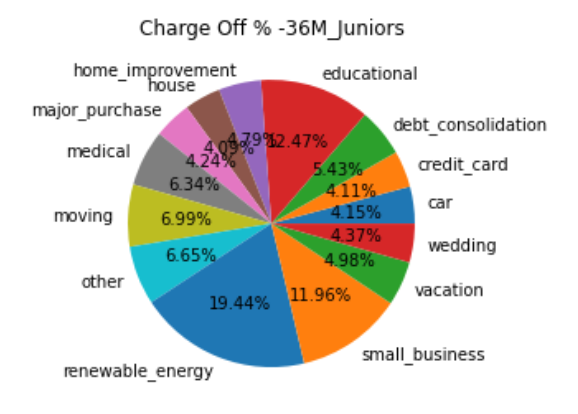 Charge Off % -36M_Juniors
home_improvement
house
major_purchase
medical
moving
other
renewable_energy
educational
debt_consolidation
credit_card
car
wedding
vacation
small_business
4.79%
12.47%
4.09%
4.24%
5.43%
6.34%
4.11%
4.15%
6.99%
4.37%
6.65%
4.98%
19.44%
11.96%